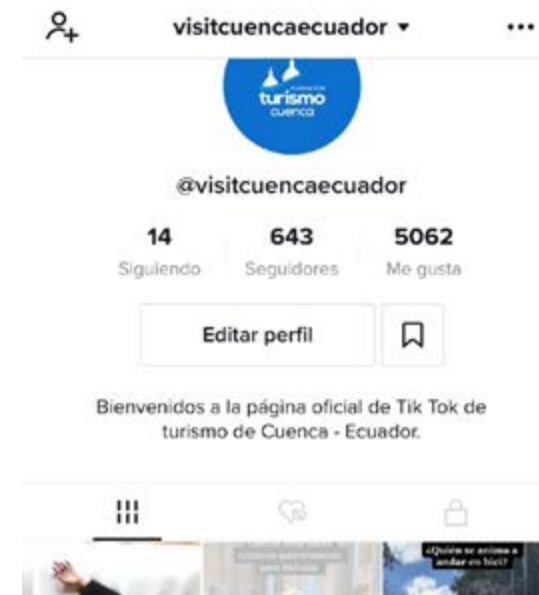 visitcuencaecuador
FUNDACIÓN
turismo
cuenca
@visitcuencaecuador
14 643 5062
Siguiendo Seguidores Me gusta
Editar perfil
Bienvenidos a la página oficial de Tik Tok de
turismo de Cuenca - Ecuador.
¿Quién se anima a
andar en bici?